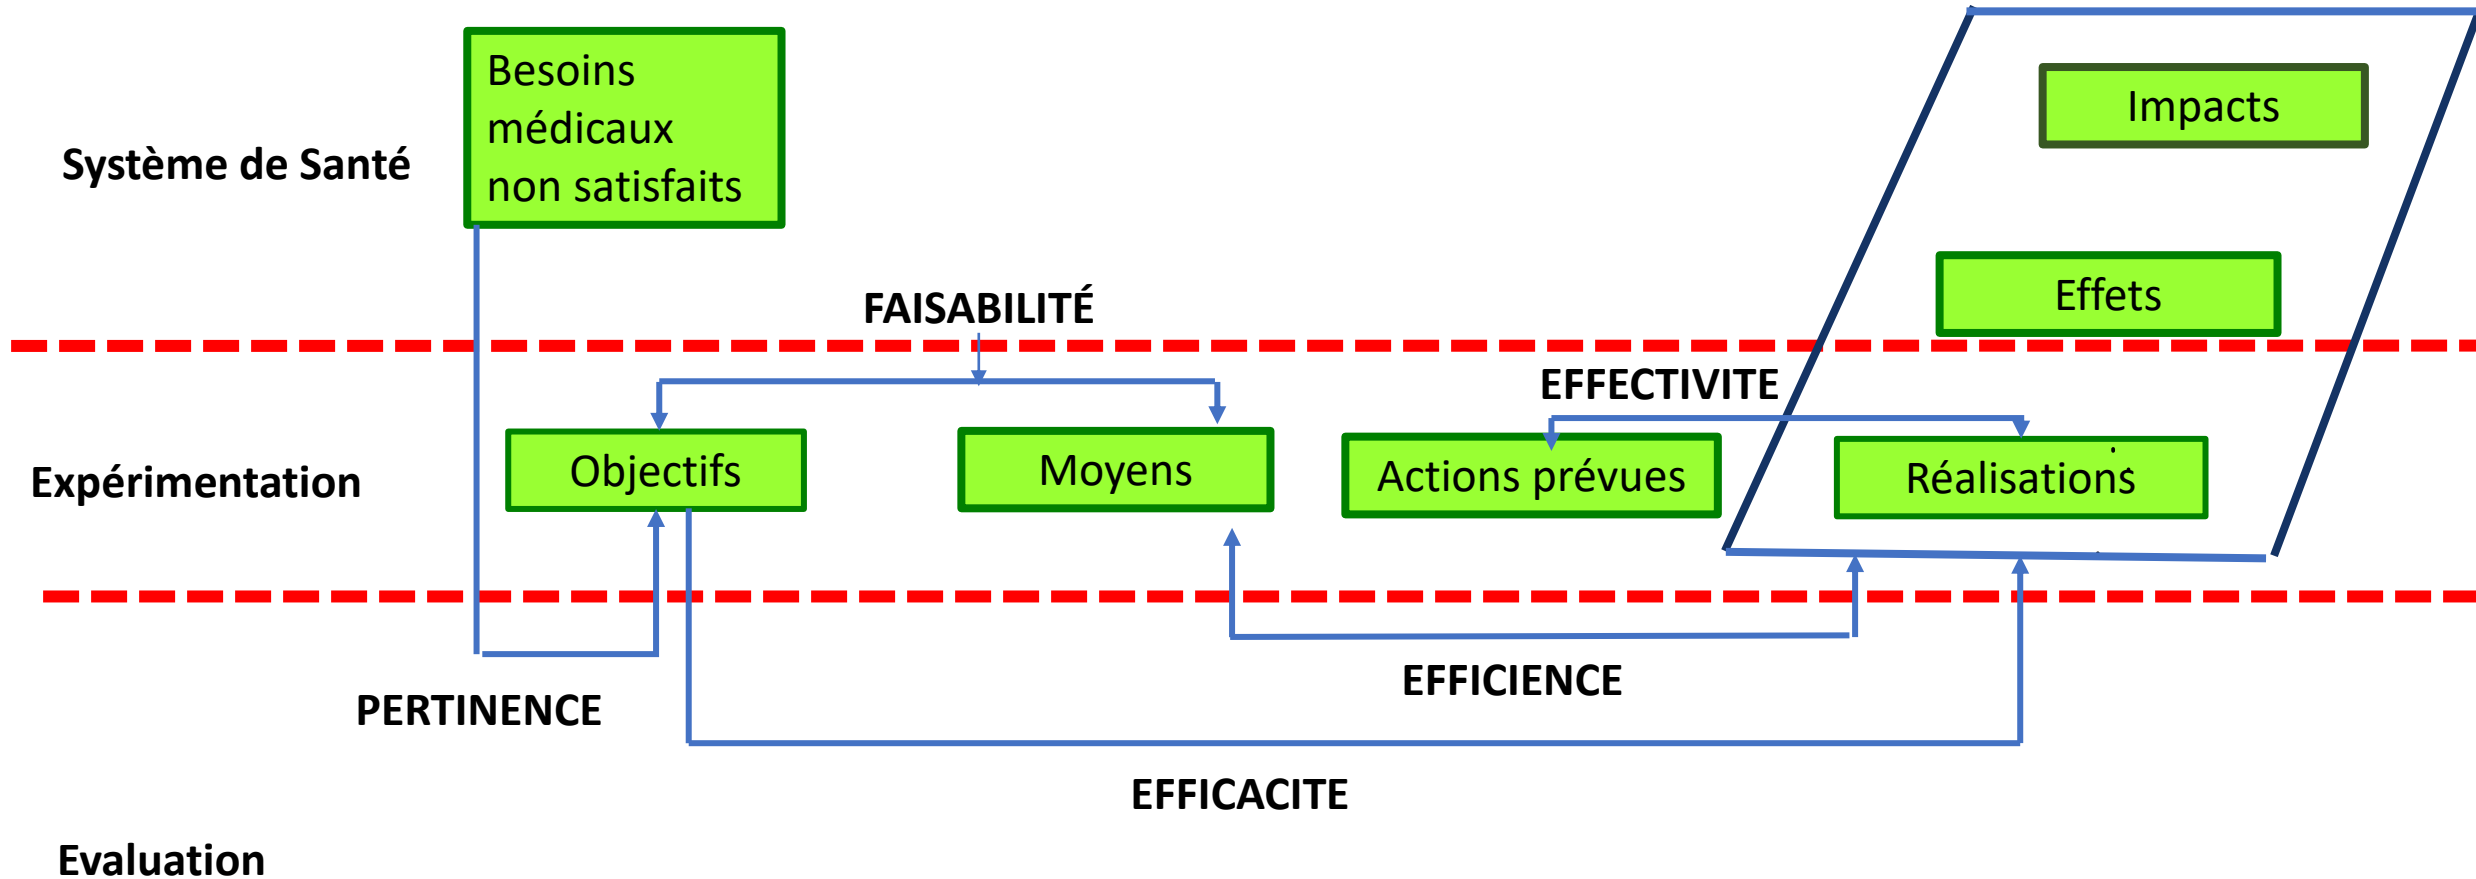 Besoins
médicaux
non satisfaits
Impacts
Système de Santé
Effets
FAISABILITÉ
EFFECTIVITE
Expérimentation
Objectifs
Moyens
Actions prévues
Réalisations
PERTINENCE
EFFICIENCE
EFFICACITE
Evaluation